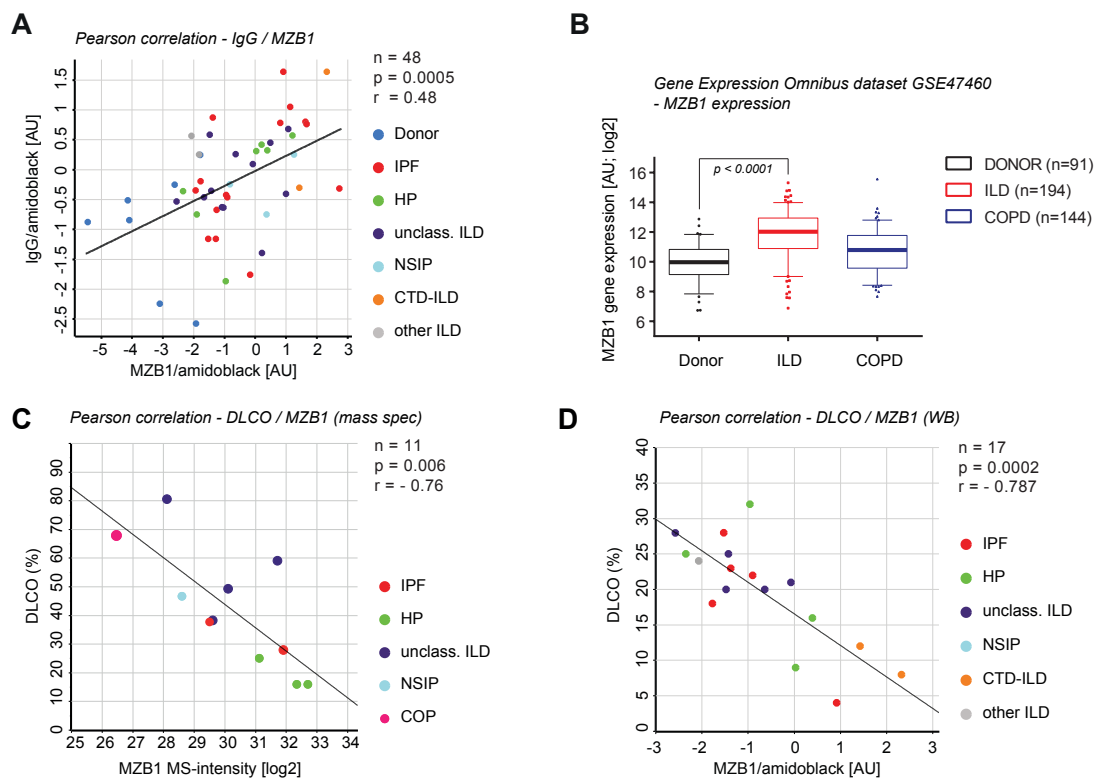 A
Pearson correlation - IgG / MZB1
n = 48
p = 0.0005
r = 0.48
IgG/amidoblack [AU]
1.5
1
0.5
0
-0.5
-1
-1.5
-2
-2.5
-5 -4 -3 -2 -1 0 1 2 3
MZB1/amidoblack [AU]
Donor
IPF
HP
unclass. ILD
NSIP
CTD-ILD
other ILD
B
Gene Expression Omnibus dataset GSE47460
- MZB1 expression
MZB1 gene expression [AU; log2]
16
14
12
10
8
6
p < 0.0001
Donor ILD COPD
DONOR (n=91)
ILD (n=194)
COPD (n=144)
C
Pearson correlation - DLCO / MZB1 (mass spec)
n = 11
p = 0.006
r = - 0.76
DLCO (%)
90
80
70
60
50
40
30
20
10
0
25 26 27 28 29 30 31 32 33 34
MZB1 MS-intensity [log2]
IPF
HP
unclass. ILD
NSIP
COP
D
Pearson correlation - DLCO / MZB1 (WB)
n = 17
p = 0.0002
r = - 0.787
DLCO (%)
40
35
30
25
20
15
10
5
0
-3 -2 -1 0 1 2 3
MZB1/amidoblack [AU]
IPF
HP
unclass. ILD
NSIP
CTD-ILD
other ILD